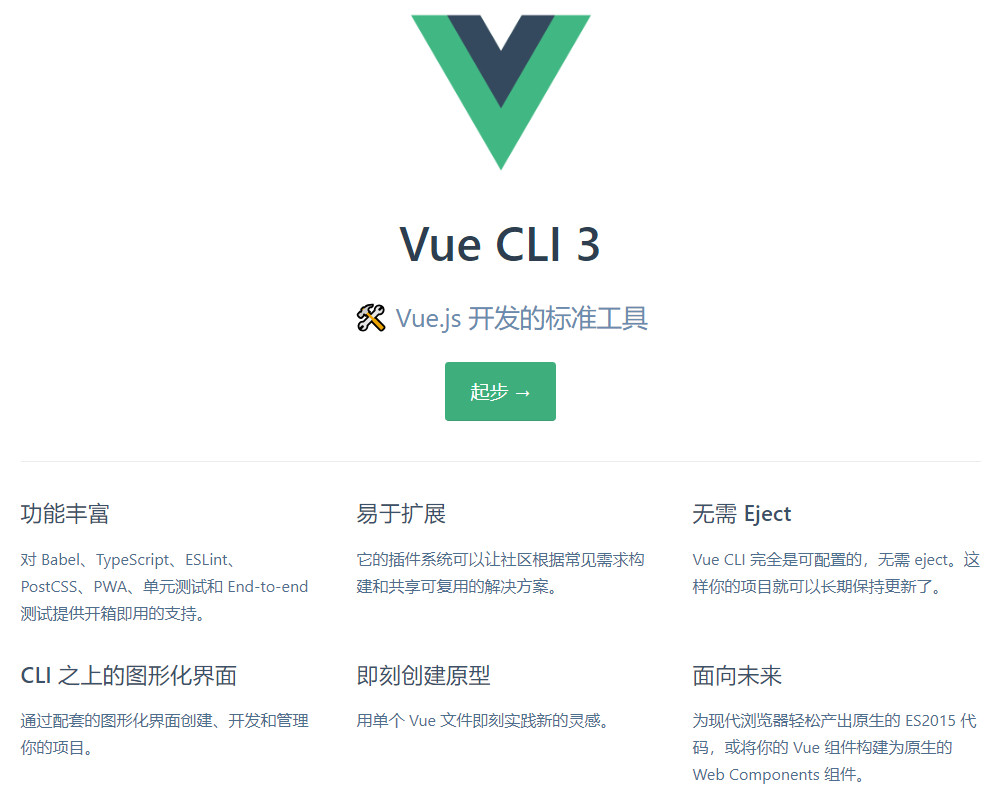 Vue CLI 3
🛠️ Vue.js 开发的标准工具
起步 →
功能丰富
对 Babel、TypeScript、ESLint、
PostCSS、PWA、单元测试和 End-to-end
测试提供开箱即用的支持。
易于扩展
它的插件系统可以让社区根据常见需求构
建和共享可复用的解决方案。
无需 Eject
Vue CLI 完全是可配置的，无需 eject。这
样你的项目就可以长期保持更新了。
CLI 之上的图形化界面
通过配套的图形化界面创建、开发和管理
你的项目。
即刻创建原型
用单个 Vue 文件即刻实践新的灵感。
面向未来
为现代浏览器轻松产出原生的 ES2015 代
码，或将你的 Vue 组件构建为原生的
Web Components 组件。